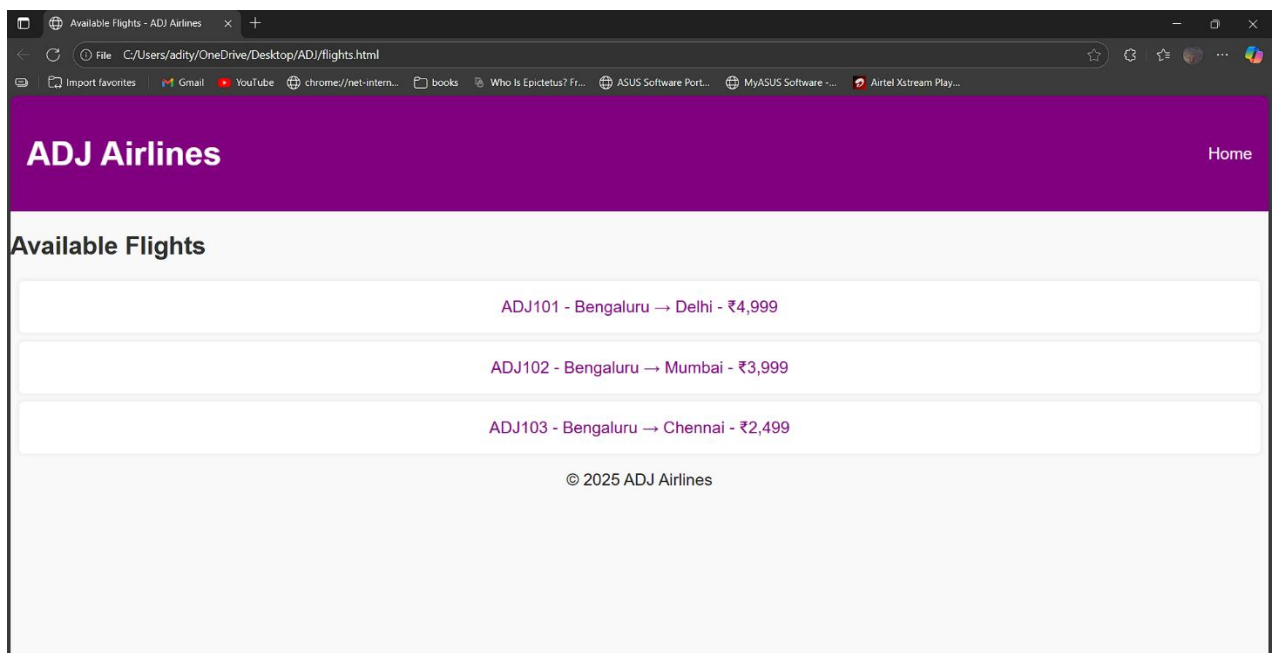 Available Flights - ADJ Airlines
File C:/Users/adity/OneDrive/Desktop/ADJ/flights.html
Import favorites Gmail YouTube chrome://net-intern... books Who Is Epictetus? Fr... ASUS Software Port... MyASUS Software -... Airtel Xstream Play...
ADJ Airlines Home
Available Flights
ADJ101 - Bengaluru → Delhi - ₹4,999
ADJ102 - Bengaluru → Mumbai - ₹3,999
ADJ103 - Bengaluru → Chennai - ₹2,499
© 2025 ADJ Airlines